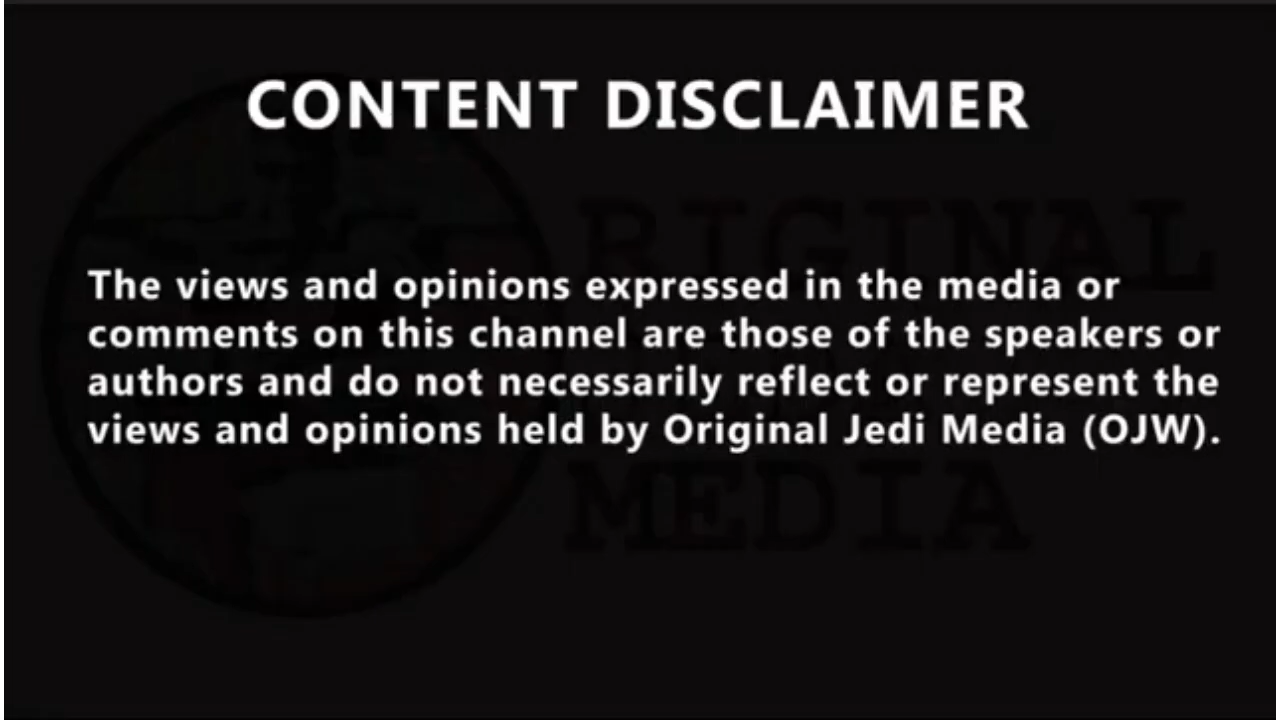 CONTENT DISCLAIMER
RIGINAL
The views and opinions expressed in the media or
comments on this channel are those of the speakers or
authors and do not necessarily reflect or represent the
views and opinions held by Original Jedi Media (OJW).
MEDIA